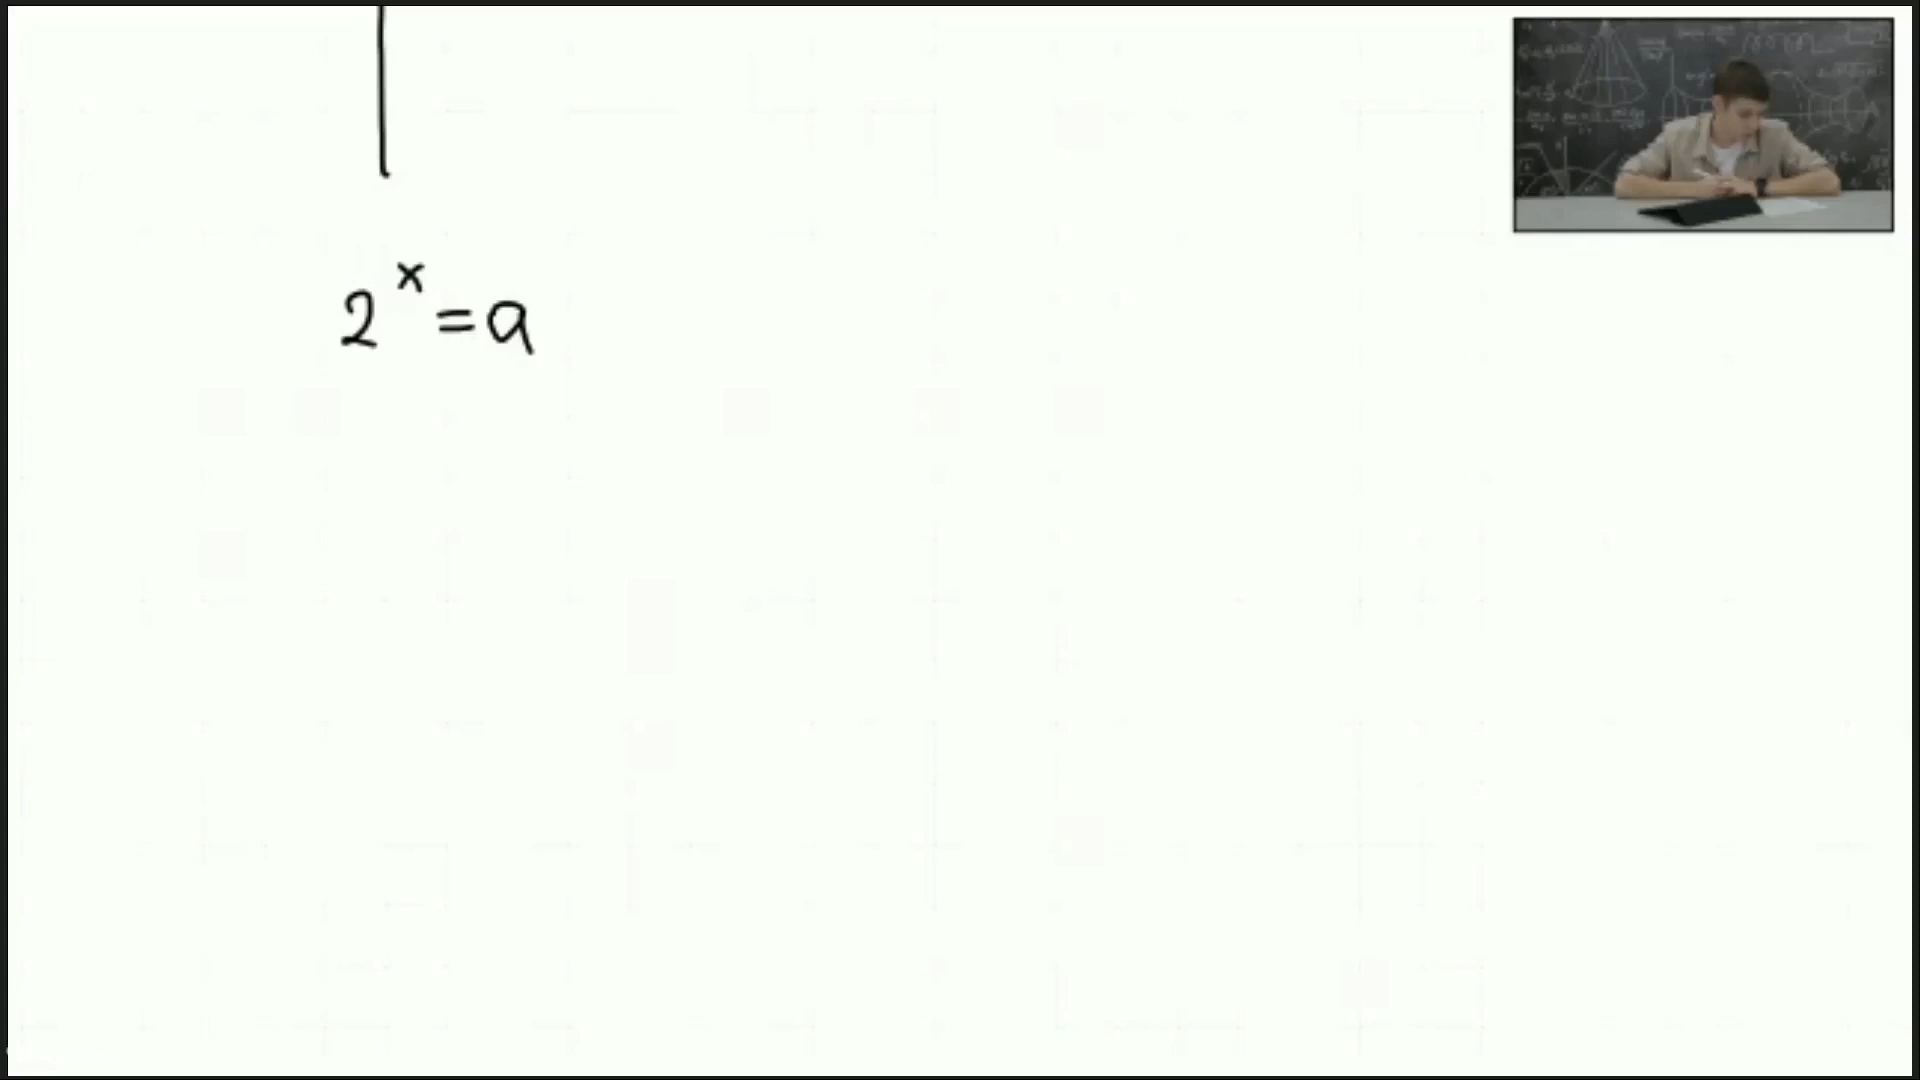 2^x = a